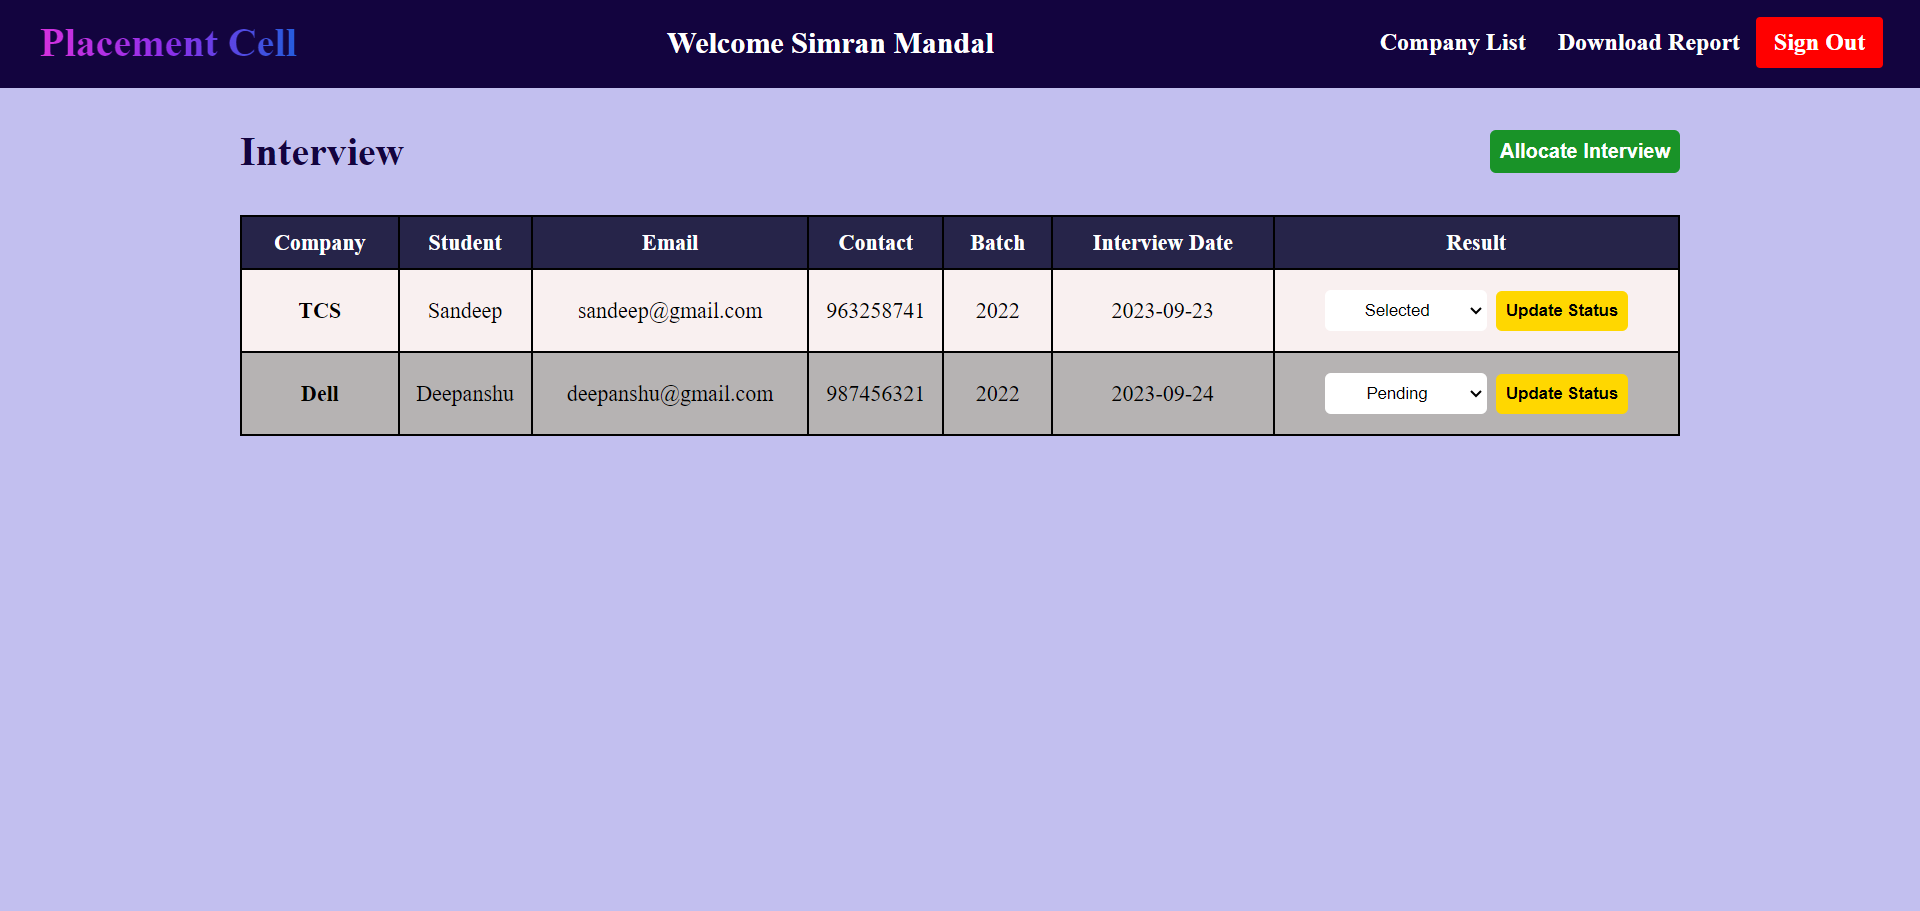 Placement Cell Welcome Simran Mandal Company List Download Report Sign Out
Interview Allocate Interview
Company Student Email Contact Batch Interview Date Result
TCS Sandeep sandeep@gmail.com 963258741 2022 2023-09-23 Selected Update Status
Dell Deepanshu deepanshu@gmail.com 987456321 2022 2023-09-24 Pending Update Status